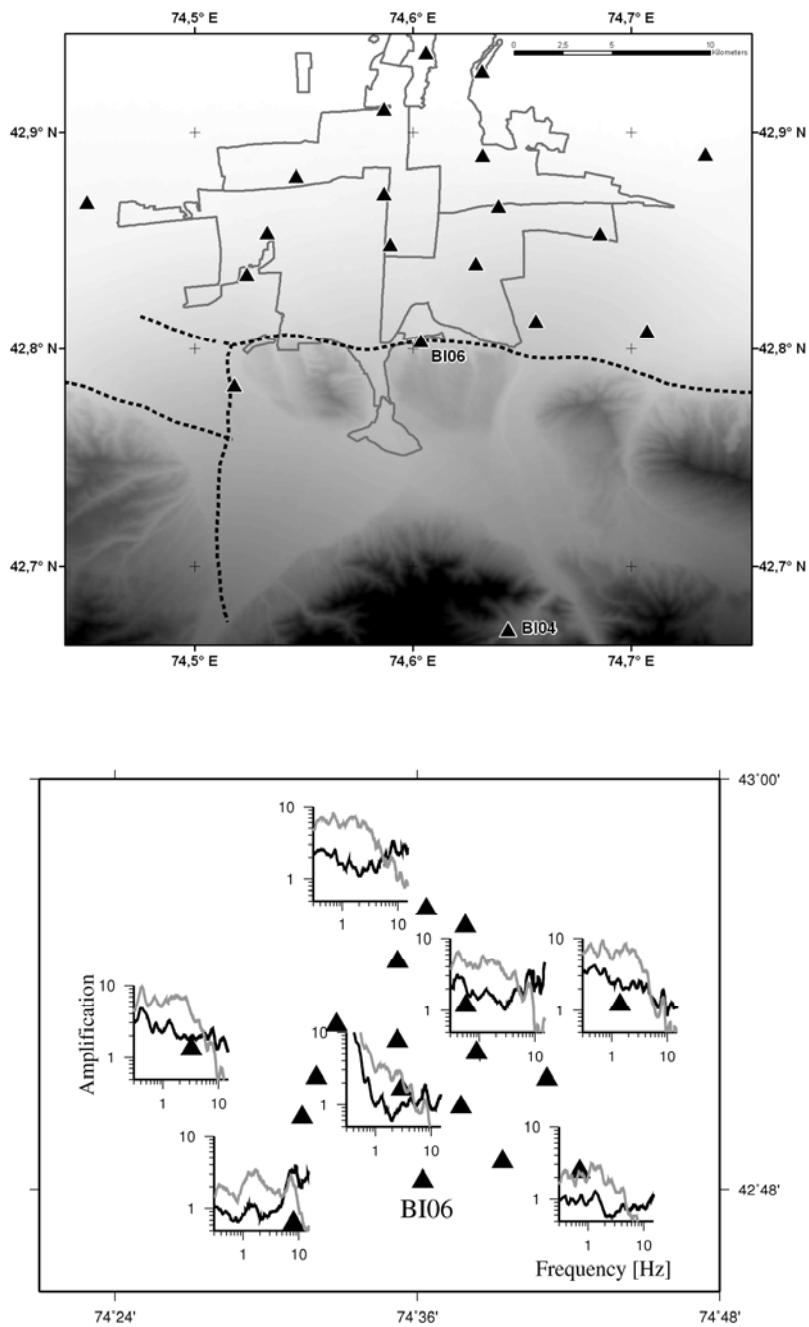 74,5° E 74,6° E 74,7° E
0 2,5 5 10
Kilometers
42,9° N 42,9° N
42,8° N 42,8° N
BI06
42,7° N 42,7° N
BI04
74,5° E 74,6° E 74,7° E
43˚00'
10
1
1 10
10 10
1 1
1 10 1 10
10
Amplification
1
1 10
10
1
1 10
10
1
1 10
10
1
1 10
BI06
42˚48'
Frequency [Hz]
74˚24' 74˚36' 74˚48'